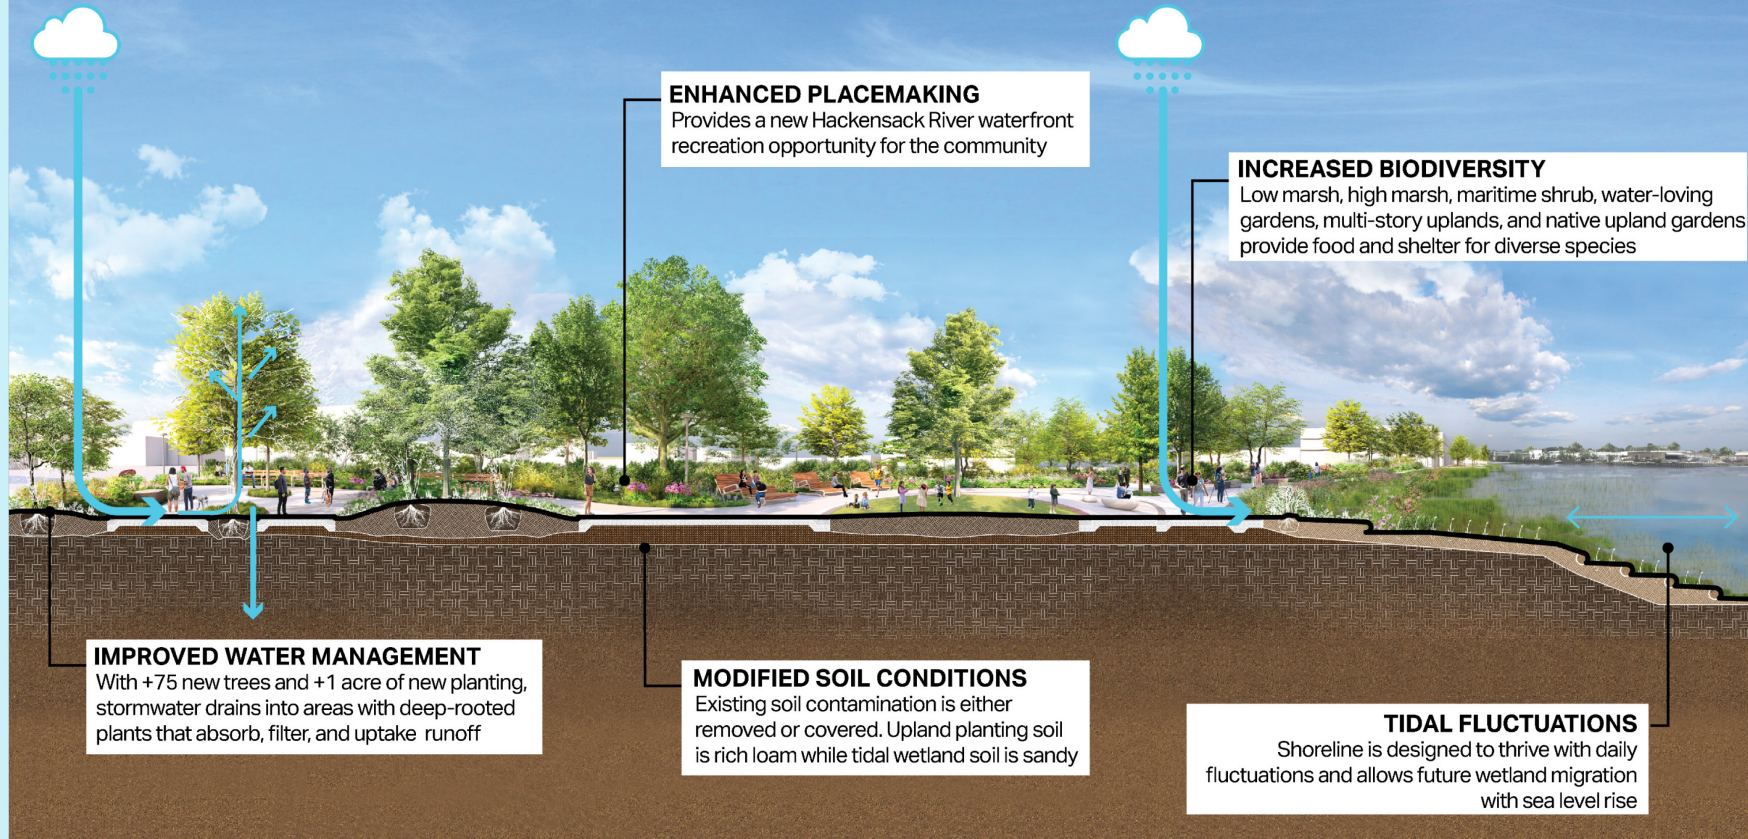 ENHANCED PLACEMAKING
Provides a new Hackensack River waterfront
recreation opportunity for the community
INCREASED BIODIVERSITY
Low marsh, high marsh, maritime shrub, water-loving
gardens, multi-story uplands, and native upland gardens
provide food and shelter for diverse species
IMPROVED WATER MANAGEMENT
With +75 new trees and +1 acre of new planting,
stormwater drains into areas with deep-rooted
plants that absorb, filter, and uptake runoff
MODIFIED SOIL CONDITIONS
Existing soil contamination is either
removed or covered. Upland planting soil
is rich loam while tidal wetland soil is sandy
TIDAL FLUCTUATIONS
Shoreline is designed to thrive with daily
fluctuations and allows future wetland migration
with sea level rise